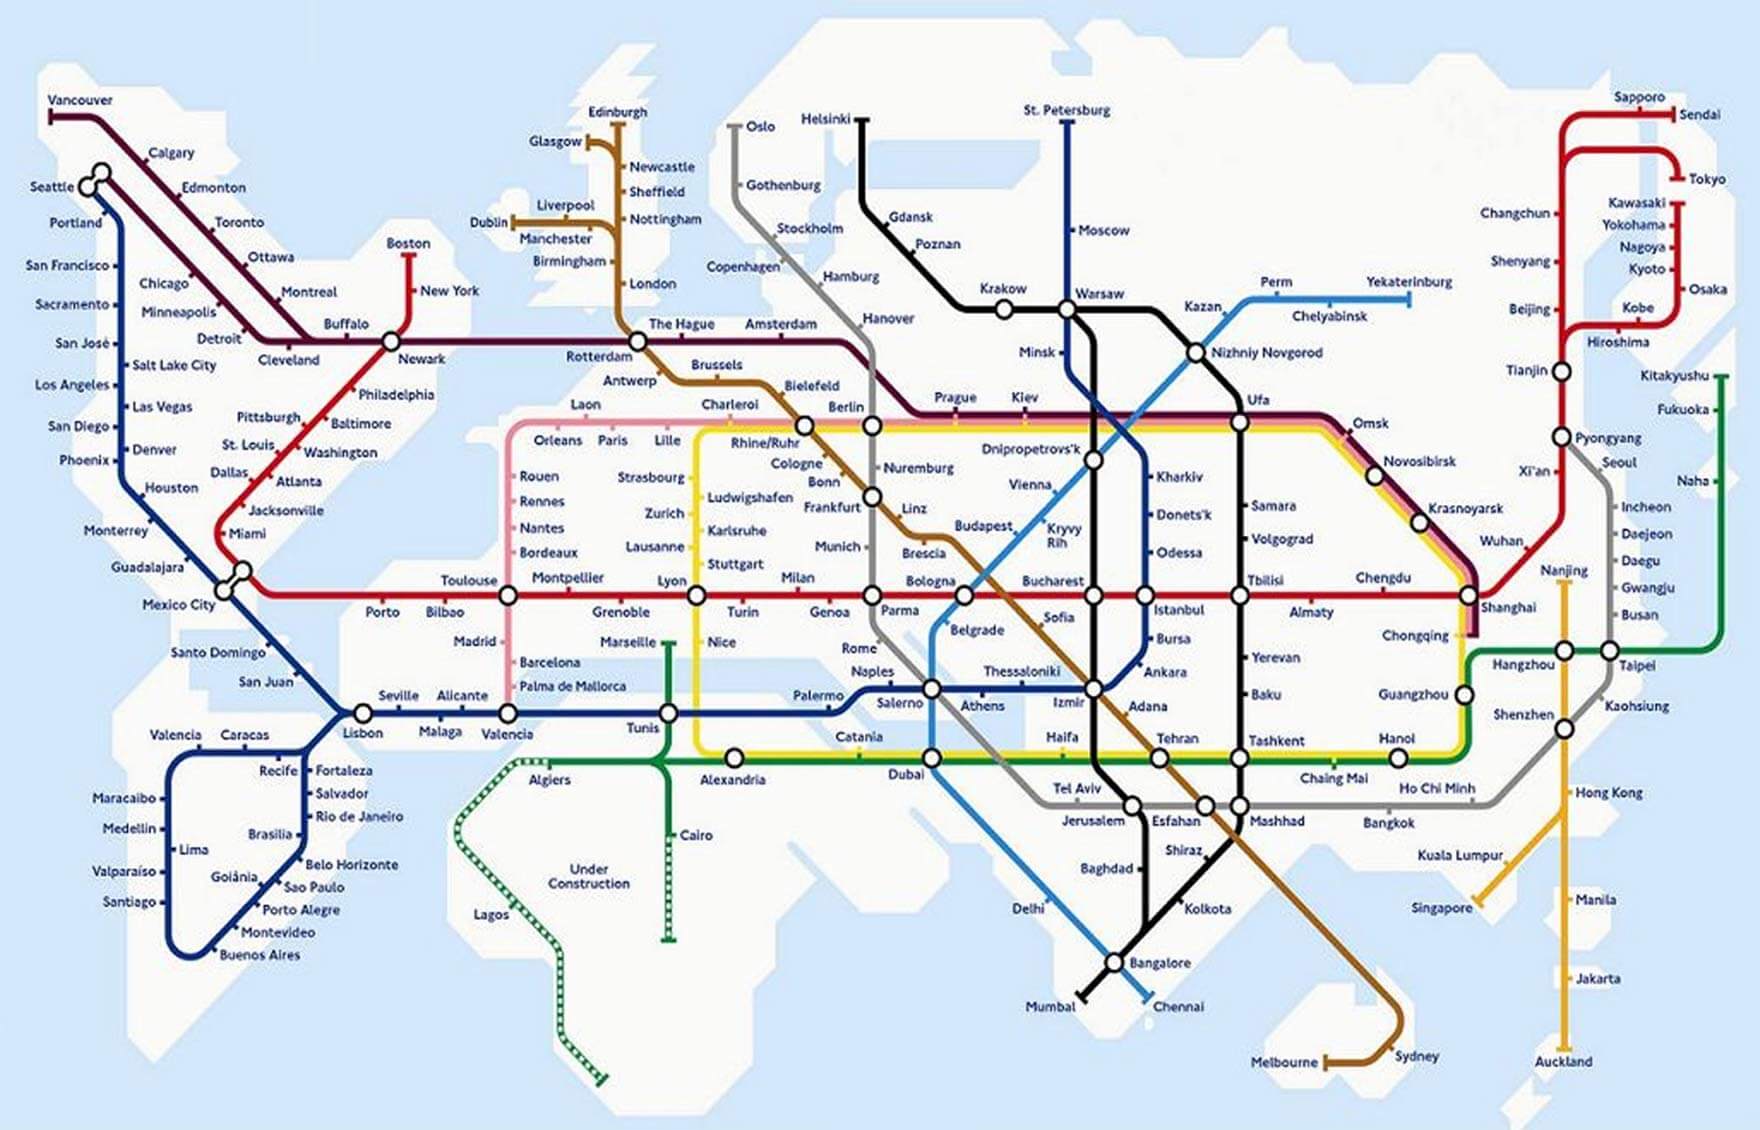 Vancouver
Calgary
Edmonton
Seattle
Portland
Toronto
Ottawa
Boston
San Francisco
Chicago
Montreal
New York
Minneapolis
Sacramento
Detroit
Buffalo
San José
Cleveland
Newark
Salt Lake City
Los Angeles
Philadelphia
Las Vegas
Pittsburgh
Baltimore
San Diego
St. Louis
Washington
Denver
Phoenix
Dallas
Atlanta
Houston
Jacksonville
Monterrey
Miami
Guadalajara
Mexico City
Santo Domingo
San Juan
Lisbon
Valencia
Caracas
Recife
Fortaleza
Maracaibo
Salvador
Rio de Janeiro
Medellin
Brasilia
Lima
Belo Horizonte
Valparaíso
Goiânia
Sao Paulo
Santiago
Porto Alegre
Montevideo
Buenos Aires
Edinburgh
Glasgow
Newcastle
Sheffield
Liverpool
Dublin
Nottingham
Manchester
Birmingham
London
Rotterdam
The Hague
Amsterdam
Antwerp
Brussels
Bielefeld
Laon
Charleroi
Berlin
Orleans
Paris
Lille
Rhine/Ruhr
Cologne
Bonn
Rouen
Strasbourg
Rennes
Ludwigshafen
Zurich
Nantes
Karlsruhe
Lausanne
Bordeaux
Stuttgart
Toulouse
Montpellier
Lyon
Milan
Porto
Bilbao
Grenoble
Turin
Genoa
Parma
Madrid
Marseille
Nice
Barcelona
Palma de Mallorca
Seville
Alicante
Malaga
Valencia
Tunis
Palermo
Algiers
Alexandria
Catania
Cairo
Under
Construction
Lagos
Oslo
Helsinki
St. Petersburg
Gothenburg
Stockholm
Copenhagen
Hamburg
Hanover
Gdansk
Poznan
Krakow
Warsaw
Moscow
Minsk
Perm
Yekaterinburg
Kazan
Chelyabinsk
Nizhniy Novgorod
Prague
Kiev
Ufa
Omsk
Dnipropetrovs'k
Novosibirsk
Nuremburg
Vienna
Kharkiv
Frankfurt
Linz
Budapest
Kryvy
Rih
Donets'k
Samara
Volgograd
Krasnoyarsk
Munich
Brescia
Odessa
Bologna
Bucharest
Istanbul
Tbilisi
Chengdu
Almaty
Shanghai
Chongqing
Belgrade
Sofia
Rome
Bursa
Naples
Thessaloniki
Ankara
Yerevan
Salerno
Athens
Izmir
Adana
Baku
Guangzhou
Dubai
Haifa
Tehran
Tashkent
Hanoi
Chaing Mai
Tel Aviv
Ho Chi Minh
Jerusalem
Esfahan
Mashhad
Bangkok
Shiraz
Baghdad
Delhi
Kolkota
Bangalore
Mumbaí
Chennai
Melbourne
Sydney
Sapporo
Sendai
Tokyo
Changchun
Kawasaki
Yokohama
Nagoya
Shenyang
Kyoto
Osaka
Beijing
Kobe
Hiroshima
Tianjin
Kitakyushu
Fukuoka
Pyongyang
Seoul
Xi'an
Naha
Incheon
Wuhan
Daejeon
Nanjing
Daegu
Gwangju
Busan
Hangzhou
Taipei
Kaohsiung
Shenzhen
Hong Kong
Kuala Lumpur
Singapore
Manila
Jakarta
Auckland